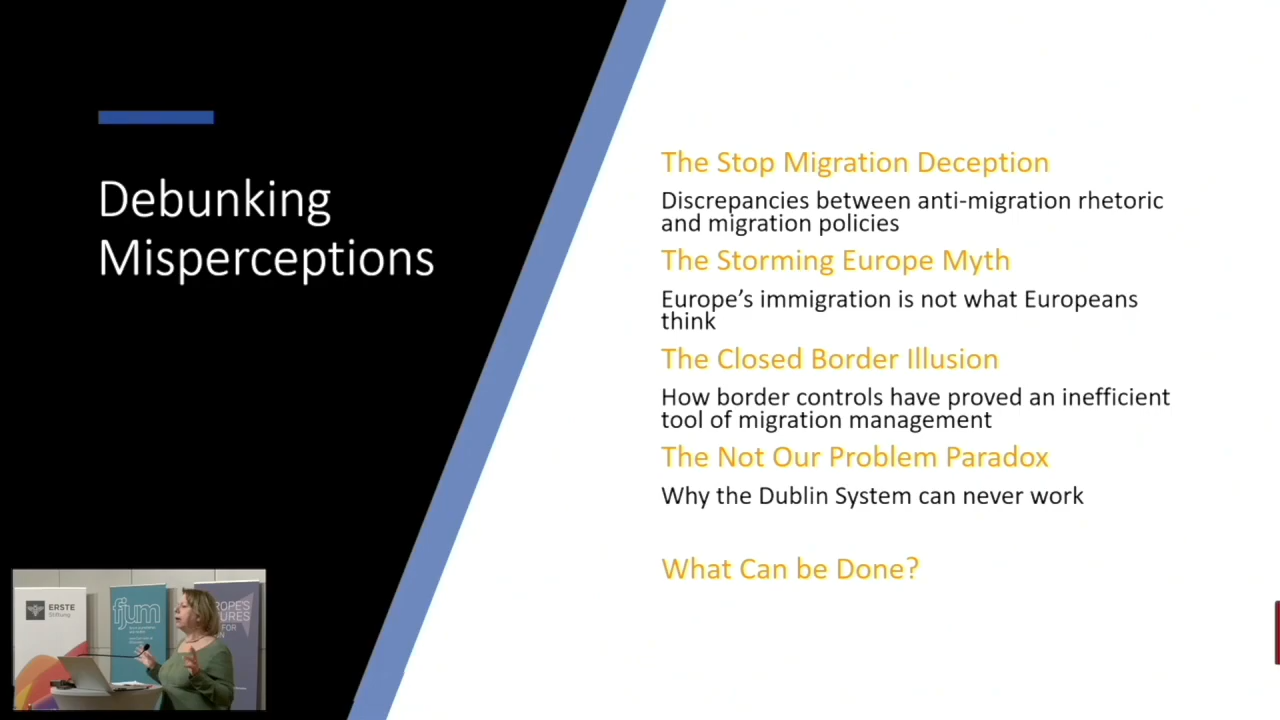 Debunking
Misperceptions
The Stop Migration Deception
Discrepancies between anti-migration rhetoric
and migration policies
The Storming Europe Myth
Europe’s immigration is not what Europeans
think
The Closed Border Illusion
How border controls have proved an inefficient
tool of migration management
The Not Our Problem Paradox
Why the Dublin System can never work
What Can be Done?
ERSTE
Stiftung
fjum